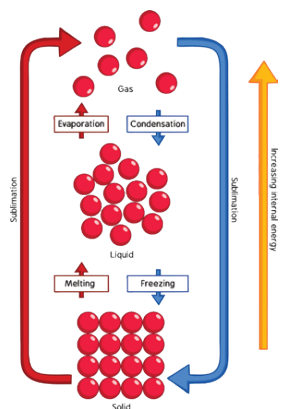 Gas
Evaporation
Condensation
Sublimation
Sublimation
Increasing internal energy
Liquid
Melting
Freezing
Solid